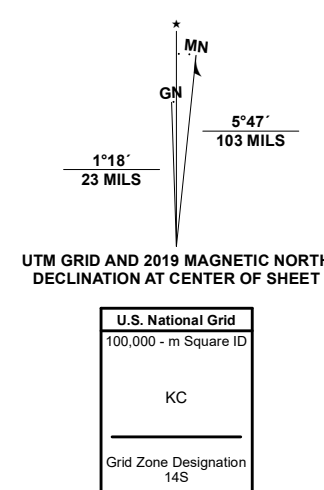 ★
MN
GN
5°47´
103 MILS
1°18´
23 MILS
UTM GRID AND 2019 MAGNETIC NORTH
DECLINATION AT CENTER OF SHEET
U.S. National Grid
100,000 - m Square ID
KC
Grid Zone Designation
14S